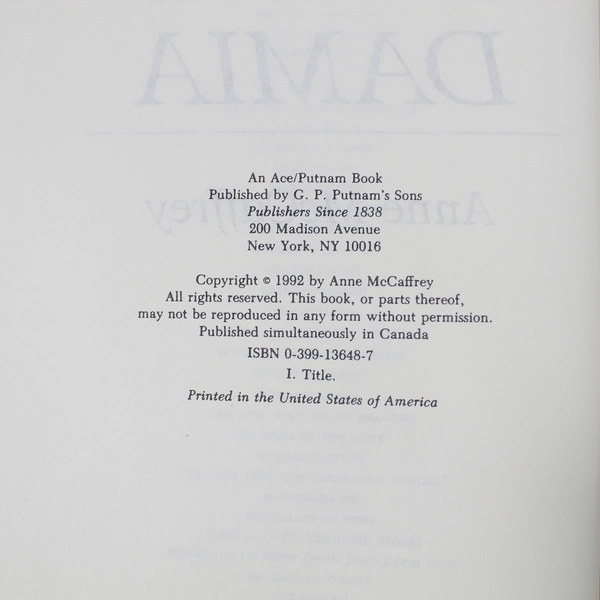 DAMIA
An Ace/Putnam Book
Published by G. P. Putnam's Sons
Publishers Since 1838
200 Madison Avenue
New York, NY 10016
Copyright © 1992 by Anne McCaffrey
All rights reserved. This book, or parts thereof,
may not be reproduced in any form without permission.
Published simultaneously in Canada
ISBN 0-399-13648-7
I. Title.
Printed in the United States of America